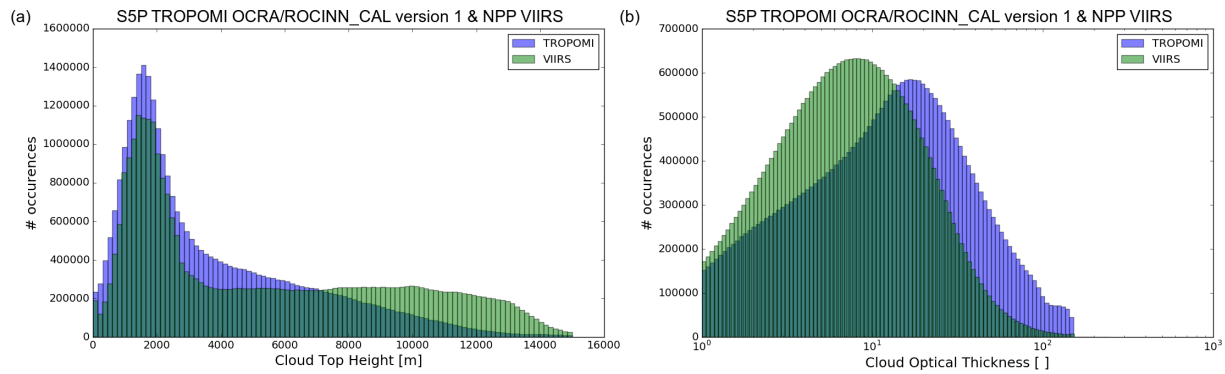 (a)
S5P TROPOMI OCRA/ROCINN_CAL version 1 & NPP VIIRS
1600000
1400000
1200000
1000000
800000
600000
400000
200000
0
# occurences
TROPOMI
VIIRS
0 2000 4000 6000 8000 10000 12000 14000 16000
Cloud Top Height [m]
(b)
S5P TROPOMI OCRA/ROCINN_CAL version 1 & NPP VIIRS
700000
600000
500000
400000
300000
200000
100000
0
# occurences
TROPOMI
VIIRS
10⁰ 10¹ 10² 10³
Cloud Optical Thickness [ ]